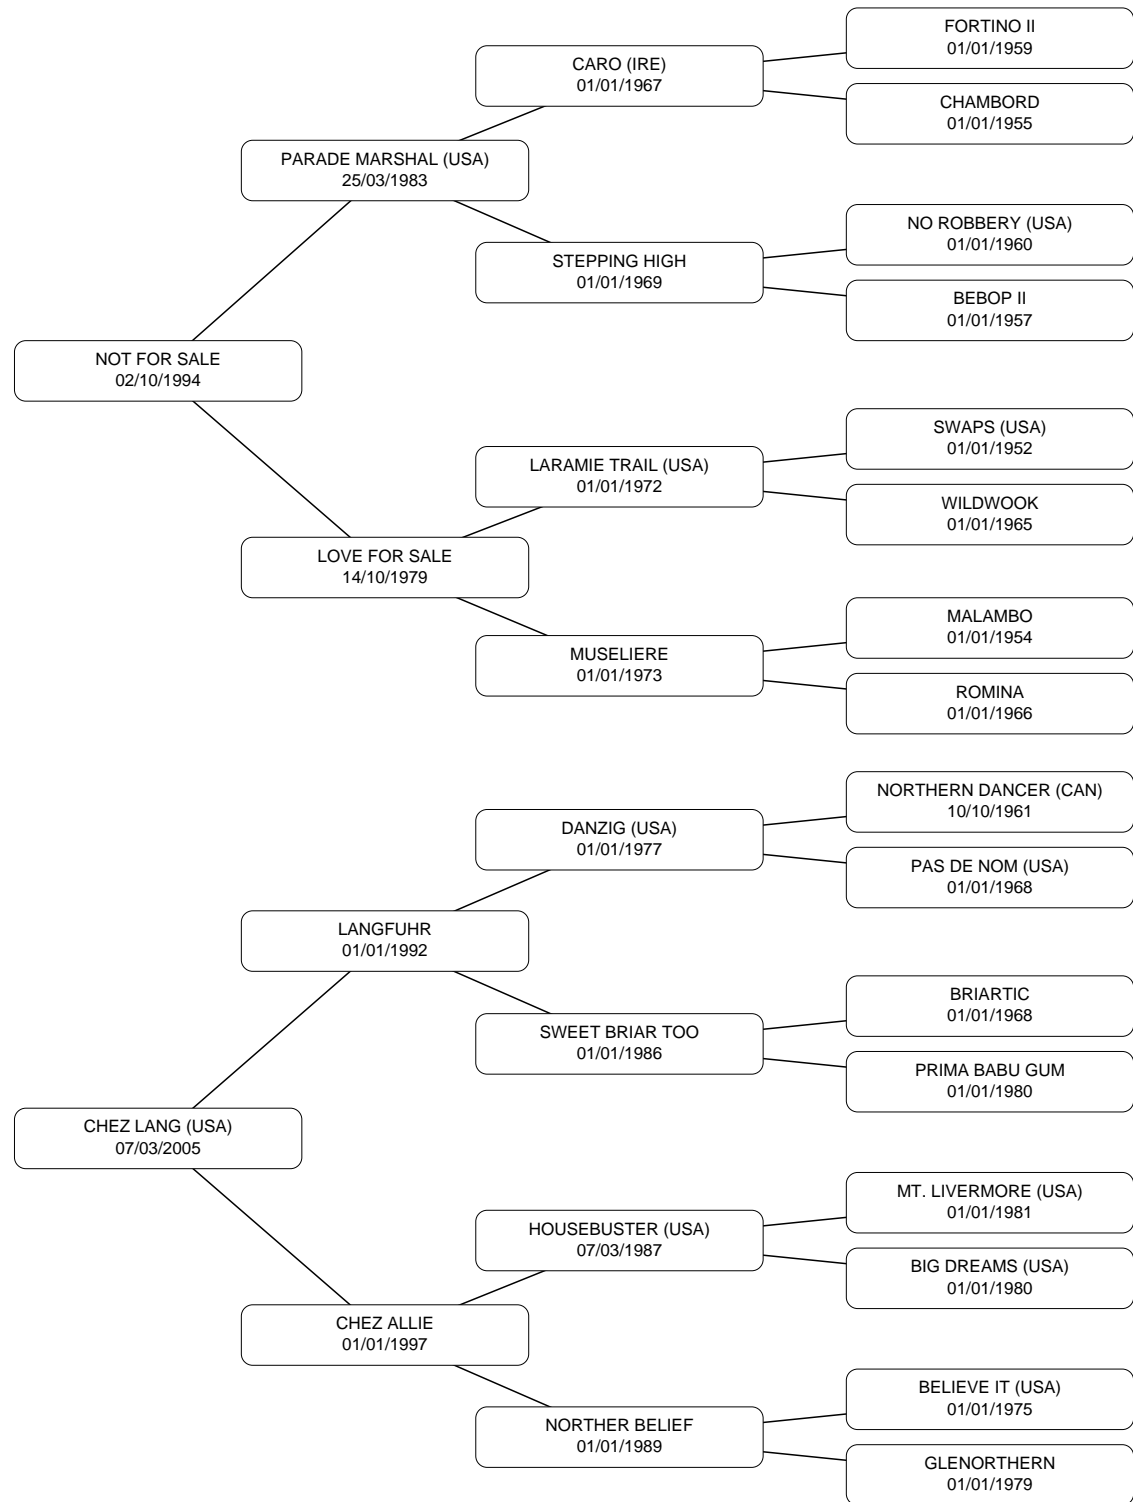 FORTINO II
01/01/1959
CARO (IRE)
01/01/1967
CHAMBORD
01/01/1955
PARADE MARSHAL (USA)
25/03/1983
NO ROBBERY (USA)
01/01/1960
STEPPING HIGH
01/01/1969
BEBOP II
01/01/1957
NOT FOR SALE
02/10/1994
SWAPS (USA)
01/01/1952
LARAMIE TRAIL (USA)
01/01/1972
WILDWOOK
01/01/1965
LOVE FOR SALE
14/10/1979
MALAMBO
01/01/1954
MUSELIERE
01/01/1973
ROMINA
01/01/1966
NORTHERN DANCER (CAN)
10/10/1961
DANZIG (USA)
01/01/1977
PAS DE NOM (USA)
01/01/1968
LANGFUHR
01/01/1992
BRIARTIC
01/01/1968
SWEET BRIAR TOO
01/01/1986
PRIMA BABU GUM
01/01/1980
CHEZ LANG (USA)
07/03/2005
MT. LIVERMORE (USA)
01/01/1981
HOUSEBUSTER (USA)
07/03/1987
BIG DREAMS (USA)
01/01/1980
CHEZ ALLIE
01/01/1997
BELIEVE IT (USA)
01/01/1975
NORTHER BELIEF
01/01/1989
GLENORTHERN
01/01/1979